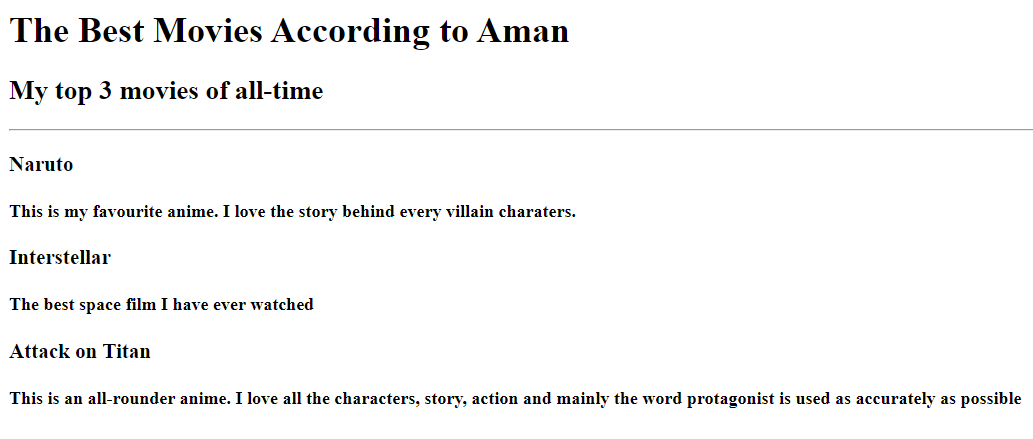 The Best Movies According to Aman
My top 3 movies of all-time
Naruto
This is my favourite anime. I love the story behind every villain charaters.
Interstellar
The best space film I have ever watched
Attack on Titan
This is an all-rounder anime. I love all the characters, story, action and mainly the word protagonist is used as accurately as possible